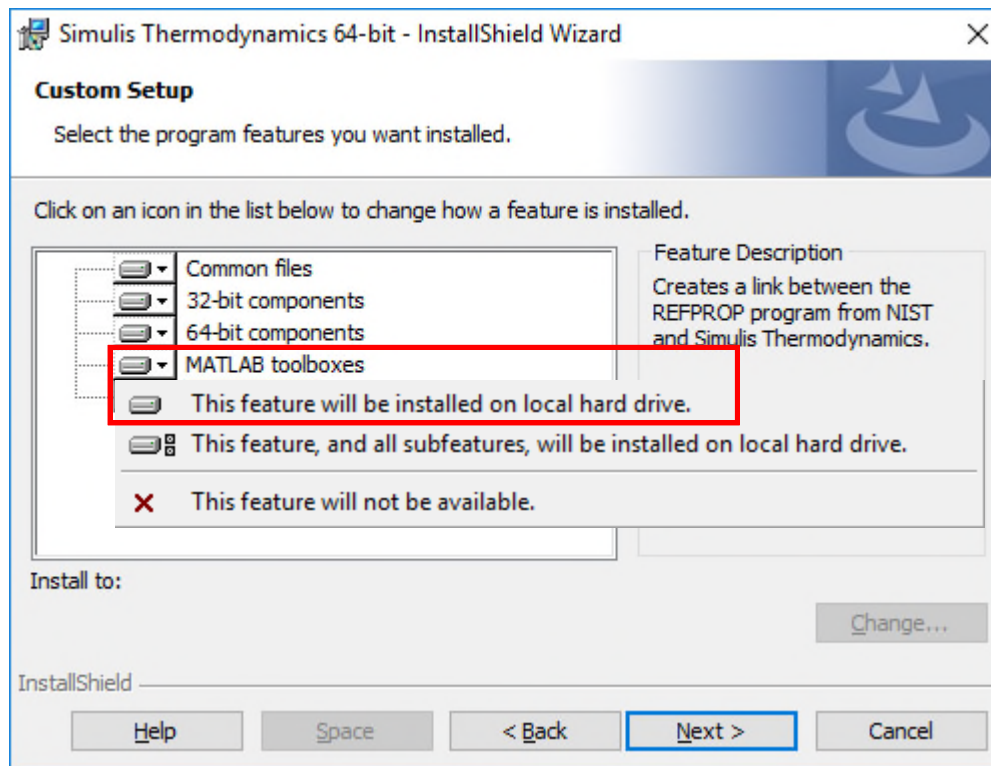 Simulis Thermodynamics 64-bit - InstallShield Wizard
Custom Setup
Select the program features you want installed.
Click on an icon in the list below to change how a feature is installed.
Common files
32-bit components
64-bit components
MATLAB toolboxes
This feature will be installed on local hard drive.
This feature, and all subfeatures, will be installed on local hard drive.
This feature will not be available.
Feature Description
Creates a link between the
REFPROP program from NIST
and Simulis Thermodynamics.
Install to:
Change...
InstallShield
Help
Space
< Back
Next >
Cancel